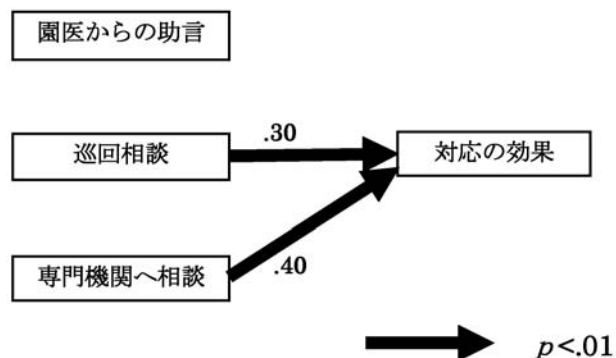 園医からの助言
巡回相談
.30
対応の効果
専門機関へ相談
.40
p<.01